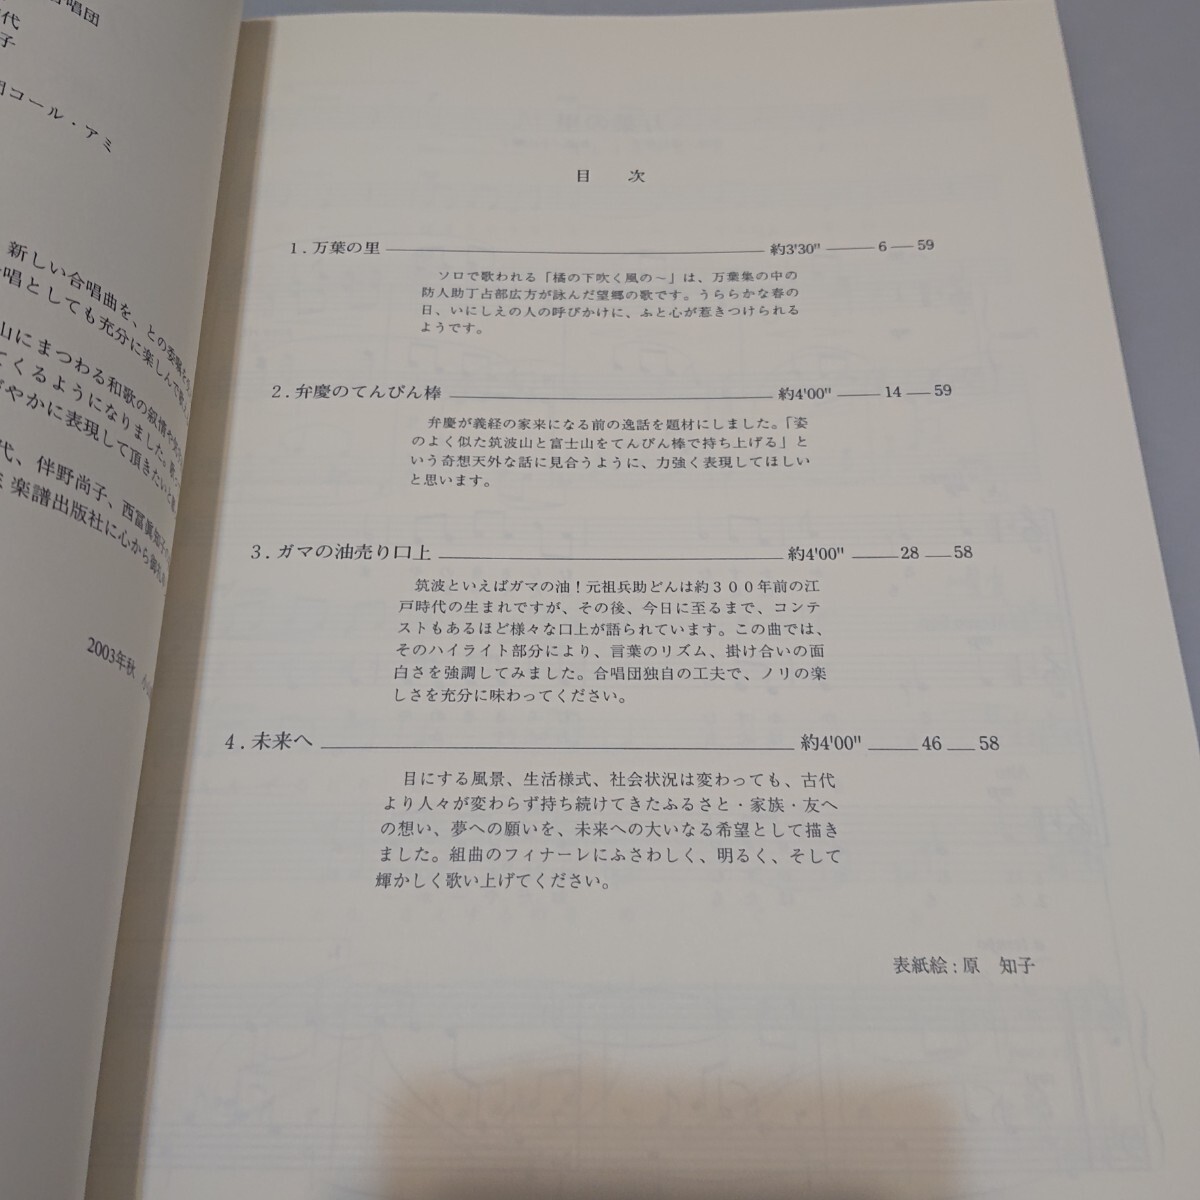 合唱団
代
子
団コール・アミ
新しい合唱曲を、との委嘱を
唱としても充分に楽しんで
山にまつわる和歌の叙情や
てくるようになりました。歌っ
やかに表現して頂きたいと
代、伴野尚子、西冨眞知子
楽譜出版社に心から御礼
2003年秋
目　次
1. 万葉の里 約3'30" 6 59
ソロで歌われる「橘の下吹く風の〜」は、万葉集の中の
防人助丁占部広方が詠んだ望郷の歌です。うららかな春の
日、いにしえの人の呼びかけに、ふと心が惹きつけられる
ようです。
2. 弁慶のてんびん棒 約4'00" 14 59
弁慶が義経の家来になる前の逸話を題材にしました。「姿
のよく似た筑波山と富士山をてんびん棒で持ち上げる」と
いう奇想天外な話に見合うように、力強く表現してほしい
と思います。
3. ガマの油売り口上 約4'00" 28 58
筑波といえばガマの油！元祖兵助どんは約３００年前の江
戸時代の生まれですが、その後、今日に至るまで、コンテ
ストもあるほど様々な口上が語られています。この曲では、
そのハイライト部分により、言葉のリズム、掛け合いの面
白さを強調してみました。合唱団独自の工夫で、ノリの楽
しさを充分に味わってください。
4. 未来へ 約4'00" 46 58
目にする風景、生活様式、社会状況は変わっても、古代
より人々が変わらず持ち続けてきたふるさと・家族・友へ
の想い、夢への願いを、未来への大いなる希望として描き
ました。組曲のフィナーレにふさわしく、明るく、そして
輝かしく歌い上げてください。
表紙絵：原　知子